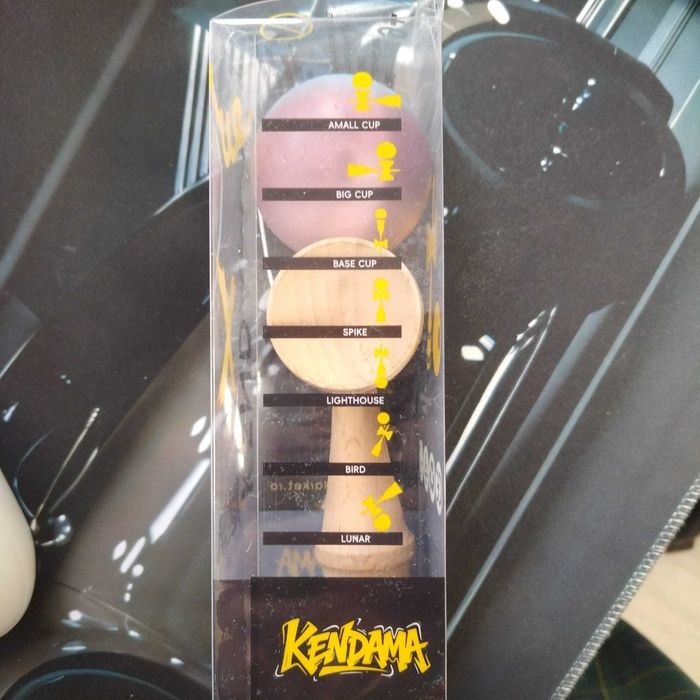 AMALL CUP
BIG CUP
BASE CUP
SPIKE
LIGHTHOUSE
BIRD
LUNAR
KENDAMA